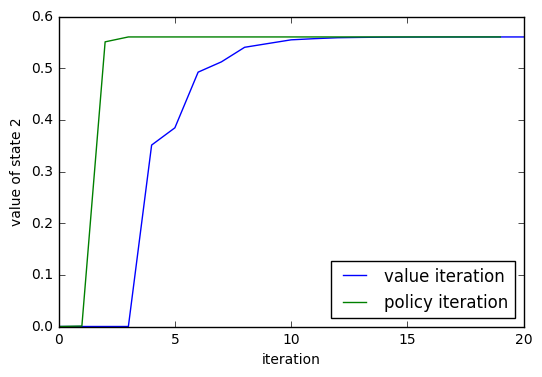 0.6
0.5
0.4
0.3
0.2
0.1
0.0
value of state 2
value iteration
policy iteration
0 5 10 15 20
iteration